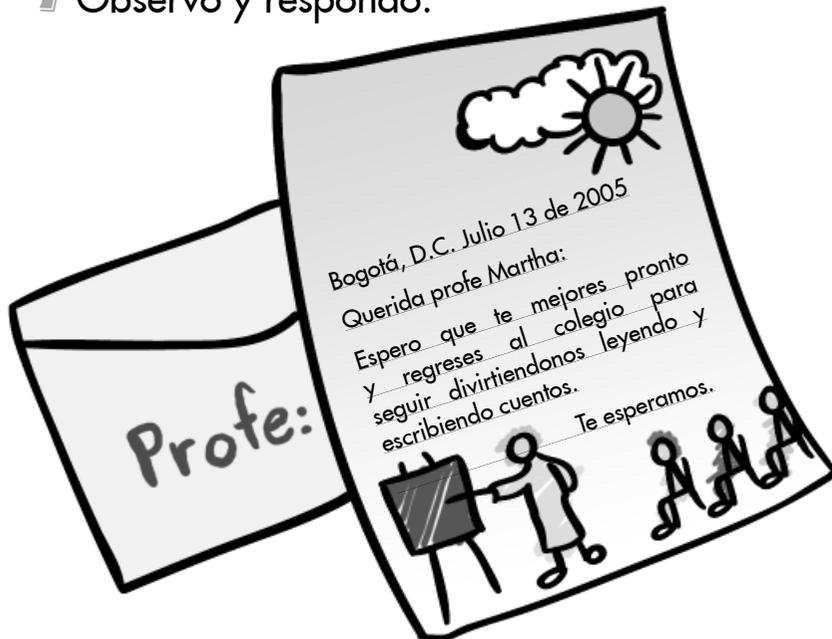 Observo y respondo:
Bogotá, D.C. Julio 13 de 2005
Querida profe Martha:
Espero que te mejores pronto
y regreses al colegio para
seguir divirtiendonos leyendo y
escribiendo cuentos.
Te esperamos.
Profe: